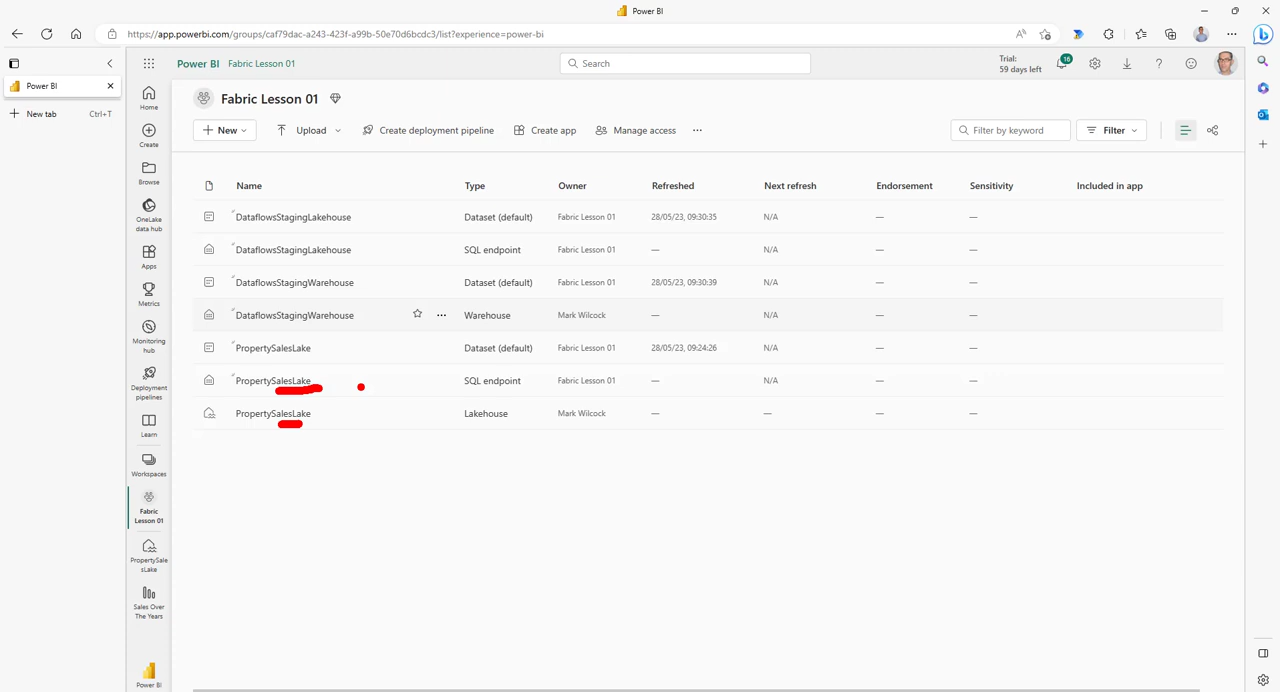 Power BI
https://app.powerbi.com/groups/caf79dac-a243-423f-a99b-50e70d6bcdc3/list?experience=power-bi
Power BI
New tab Ctrl+T
Power BI Fabric Lesson 01
Search
Trial:
59 days left
16
Fabric Lesson 01
New Upload Create deployment pipeline Create app Manage access Filter by keyword Filter
Home
Create
Browse
OneLake
data hub
Apps
Metrics
Monitoring
hub
Deployment
pipelines
Learn
Workspaces
Fabric
Lesson 01
PropertySale
sLake
Sales Over
The Years
Power BI
Name Type Owner Refreshed Next refresh Endorsement Sensitivity Included in app
DataflowsStagingLakehouse Dataset (default) Fabric Lesson 01 28/05/23, 09:30:35 N/A — —
DataflowsStagingLakehouse SQL endpoint Fabric Lesson 01 — N/A — —
DataflowsStagingWarehouse Dataset (default) Fabric Lesson 01 28/05/23, 09:30:39 N/A — —
DataflowsStagingWarehouse Warehouse Mark Wilcock — N/A — —
PropertySalesLake Dataset (default) Fabric Lesson 01 28/05/23, 09:24:26 N/A — —
PropertySalesLake SQL endpoint Fabric Lesson 01 — N/A — —
PropertySalesLake Lakehouse Mark Wilcock — — — —